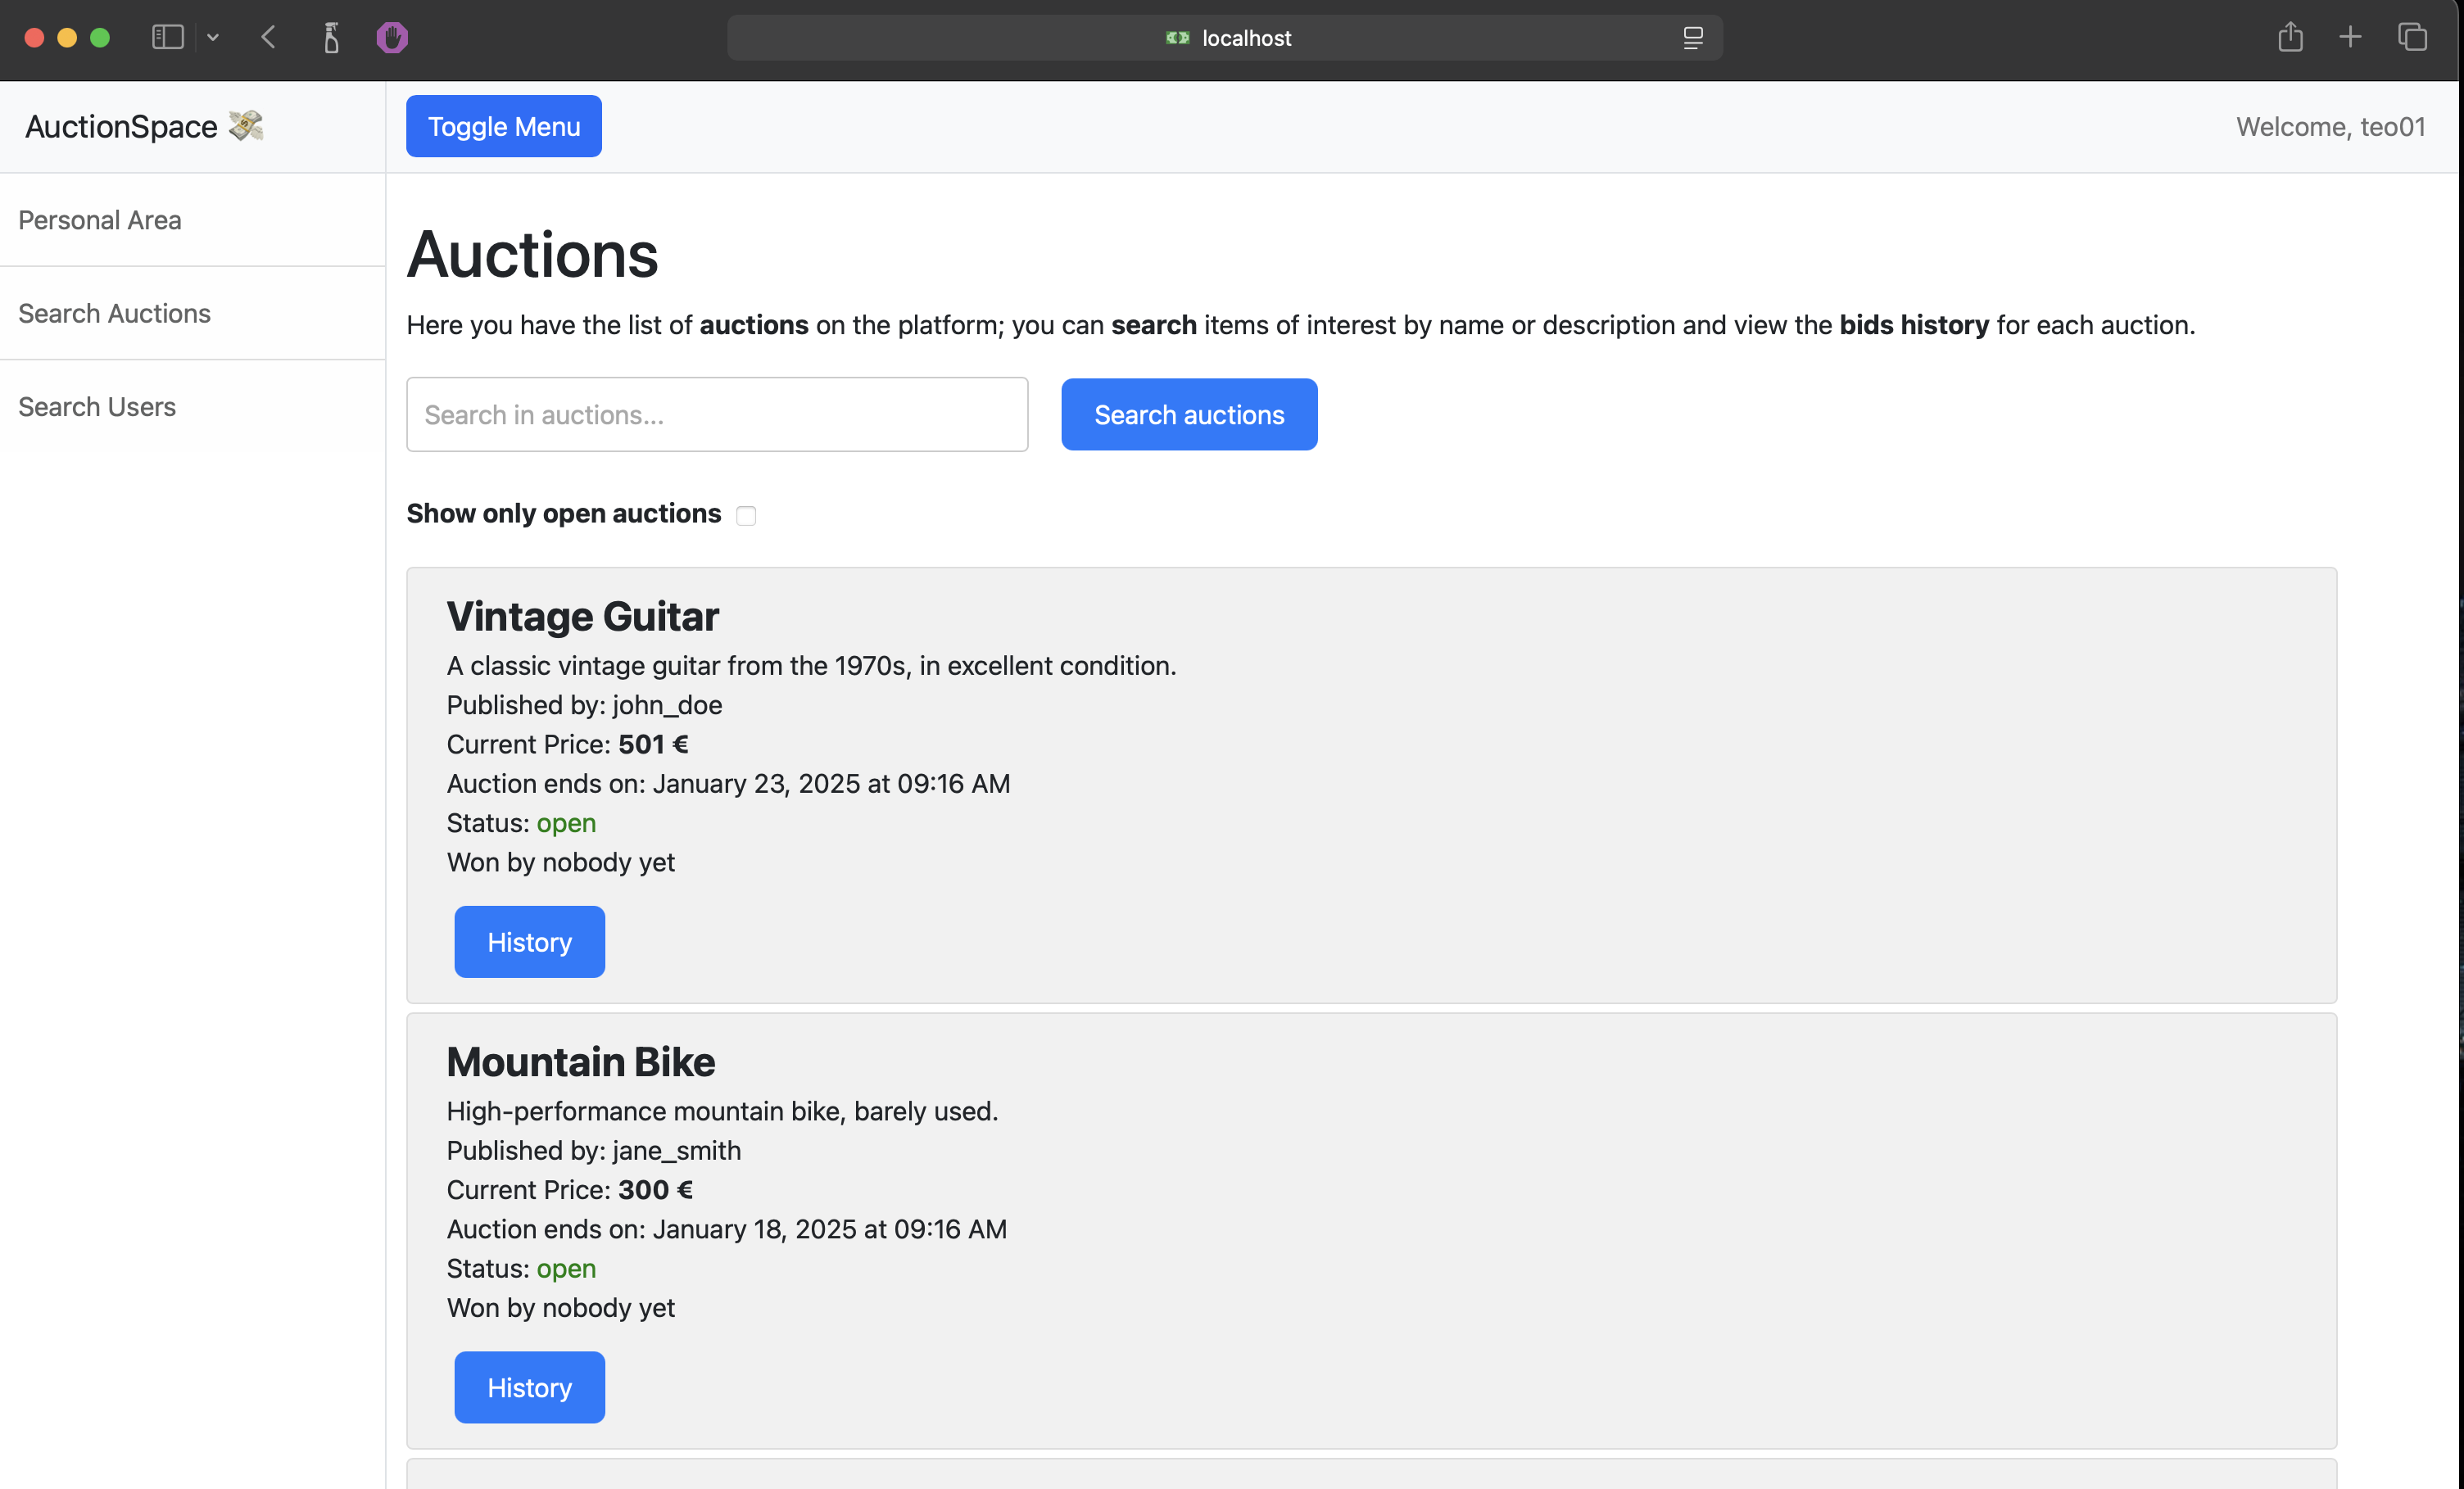 localhost
AuctionSpace 💸
Toggle Menu
Welcome, teo01
Personal Area
Search Auctions
Search Users
Auctions
Here you have the list of auctions on the platform; you can search items of interest by name or description and view the bids history for each auction.
Search in auctions...
Search auctions
Show only open auctions
Vintage Guitar
A classic vintage guitar from the 1970s, in excellent condition.
Published by: john_doe
Current Price: 501 €
Auction ends on: January 23, 2025 at 09:16 AM
Status: open
Won by nobody yet
History
Mountain Bike
High-performance mountain bike, barely used.
Published by: jane_smith
Current Price: 300 €
Auction ends on: January 18, 2025 at 09:16 AM
Status: open
Won by nobody yet
History